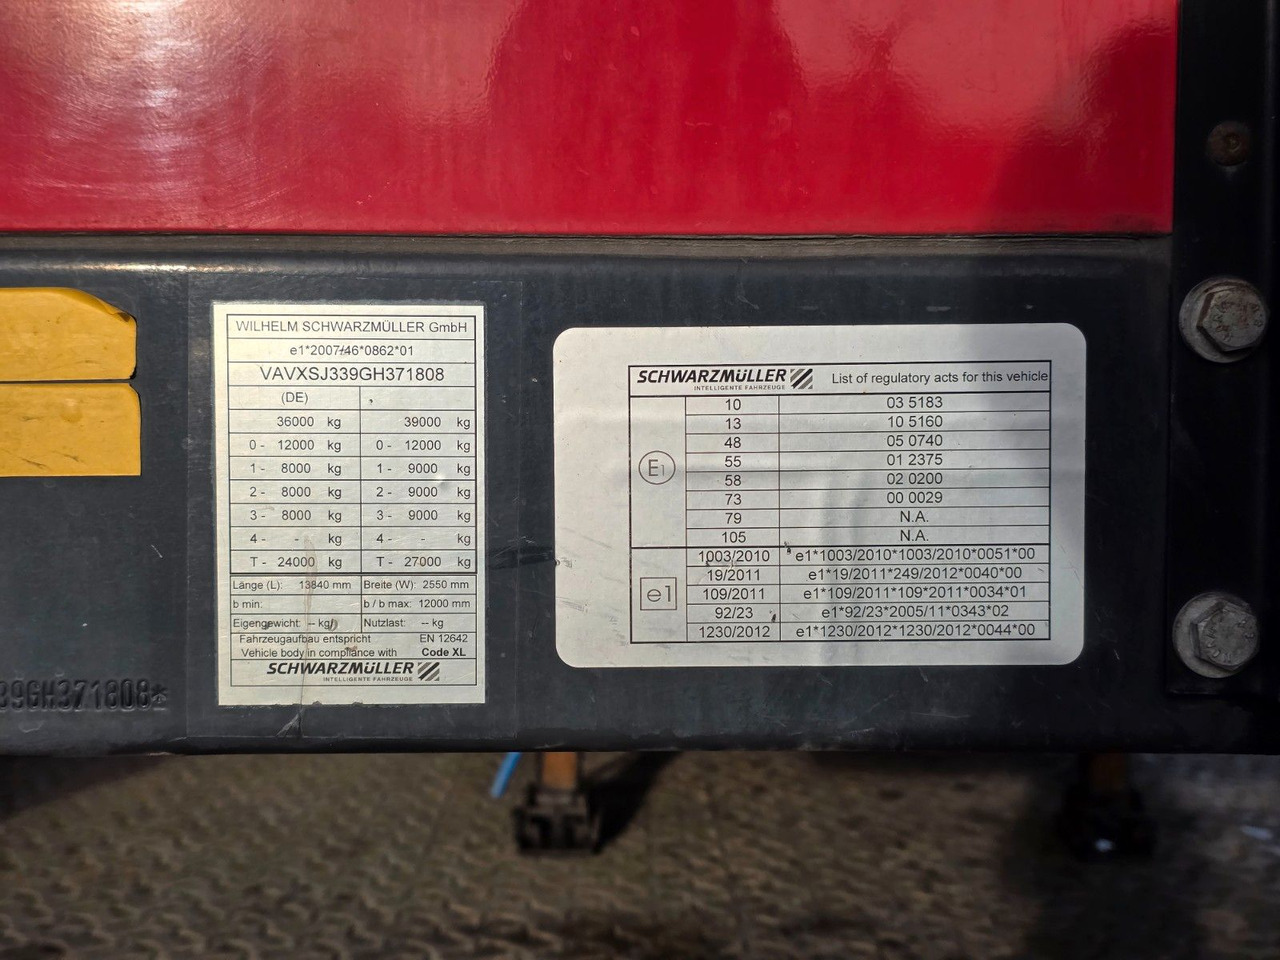 WILHELM SCHWARZMÜLLER GmbH
e1*2007/46*0862*01
VAVXSJ339GH371808
(DE)
36000 kg 39000 kg
0 - 12000 kg 0 - 12000 kg
1 - 8000 kg 1 - 9000 kg
2 - 8000 kg 2 - 9000 kg
3 - 8000 kg 3 - 9000 kg
4 - - kg 4 - - kg
T - 24000 kg T - 27000 kg
Länge (L): 13840 mm Breite (W): 2550 mm
b min: b / b max: 12000 mm
Eigengewicht: -- kg Nutzlast: -- kg
Fahrzeugaufbau entspricht EN 12642
Vehicle body in compliance with Code XL
SCHWARZMÜLLER
INTELLIGENTE FAHRZEUGE
39GH371808*
SCHWARZMÜLLER List of regulatory acts for this vehicle
INTELLIGENTE FAHRZEUGE
E1
10 03 5183
13 10 5160
48 05 0740
55 01 2375
58 02 0200
73 00 0029
79 N.A.
105 N.A.
e1
1003/2010 e1*1003/2010*1003/2010*0051*00
19/2011 e1*19/2011*249/2012*0040*00
109/2011 e1*109/2011*109*2011*0034*01
92/23 e1*92/23*2005/11*0343*02
1230/2012 e1*1230/2012*1230/2012*0044*00